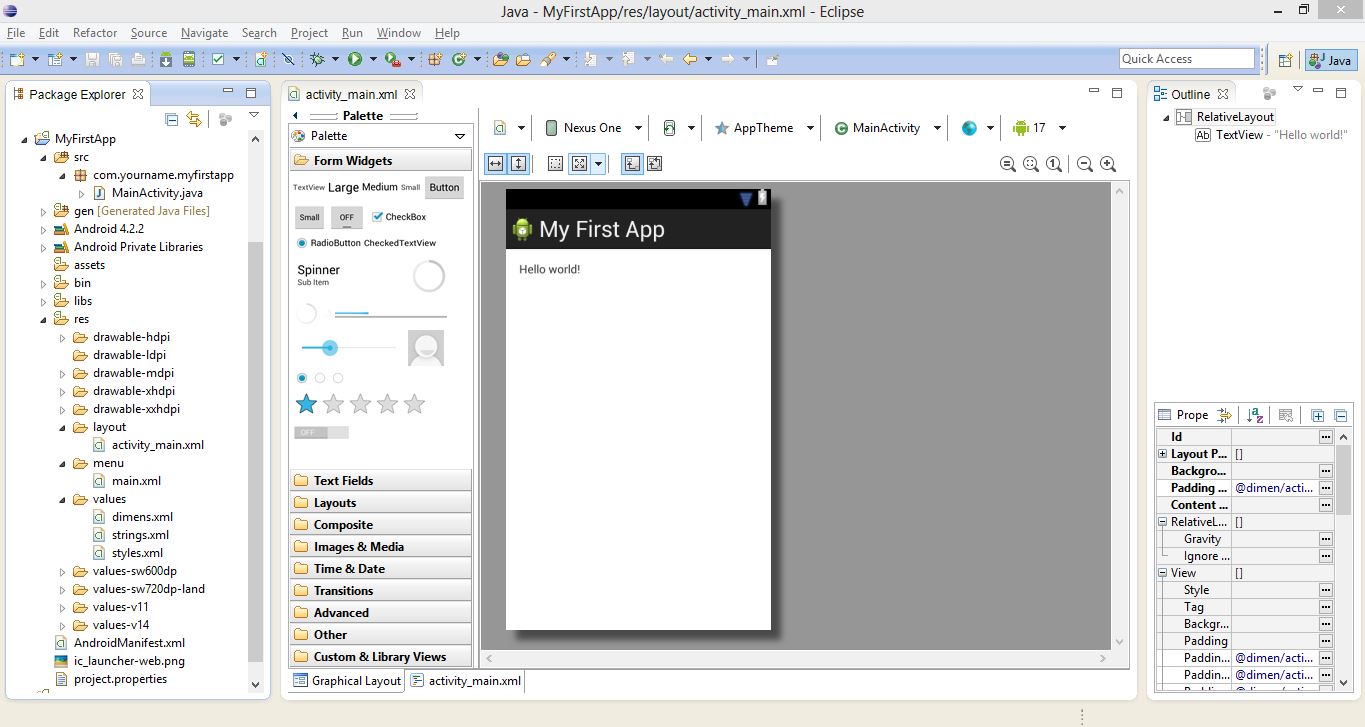 Java - MyFirstApp/res/layout/activity_main.xml - Eclipse
File Edit Refactor Source Navigate Search Project Run Window Help
Quick Access
Java
Package Explorer
MyFirstApp
src
com.yourname.myfirstapp
MainActivity.java
gen [Generated Java Files]
Android 4.2.2
Android Private Libraries
assets
bin
libs
res
drawable-hdpi
drawable-ldpi
drawable-mdpi
drawable-xhdpi
drawable-xxhdpi
layout
activity_main.xml
menu
main.xml
values
dimens.xml
strings.xml
styles.xml
values-sw600dp
values-sw720dp-land
values-v11
values-v14
AndroidManifest.xml
ic_launcher-web.png
project.properties
activity_main.xml
Palette
Palette
Form Widgets
TextView Large Medium Small Button
Small OFF CheckBox
RadioButton CheckedTextView
Spinner
Sub Item
OFF
Text Fields
Layouts
Composite
Images & Media
Time & Date
Transitions
Advanced
Other
Custom & Library Views
Graphical Layout activity_main.xml
Nexus One AppTheme MainActivity 17
My First App
Hello world!
Outline
RelativeLayout
Ab TextView - "Hello world!"
Prope
Id
Layout P... []
Backgro...
Padding ... @dimen/acti...
Content ...
RelativeL... []
Gravity
Ignore ...
View []
Style
Tag
Backgr...
Padding
Paddin... @dimen/acti...
Paddin... @dimen/acti...